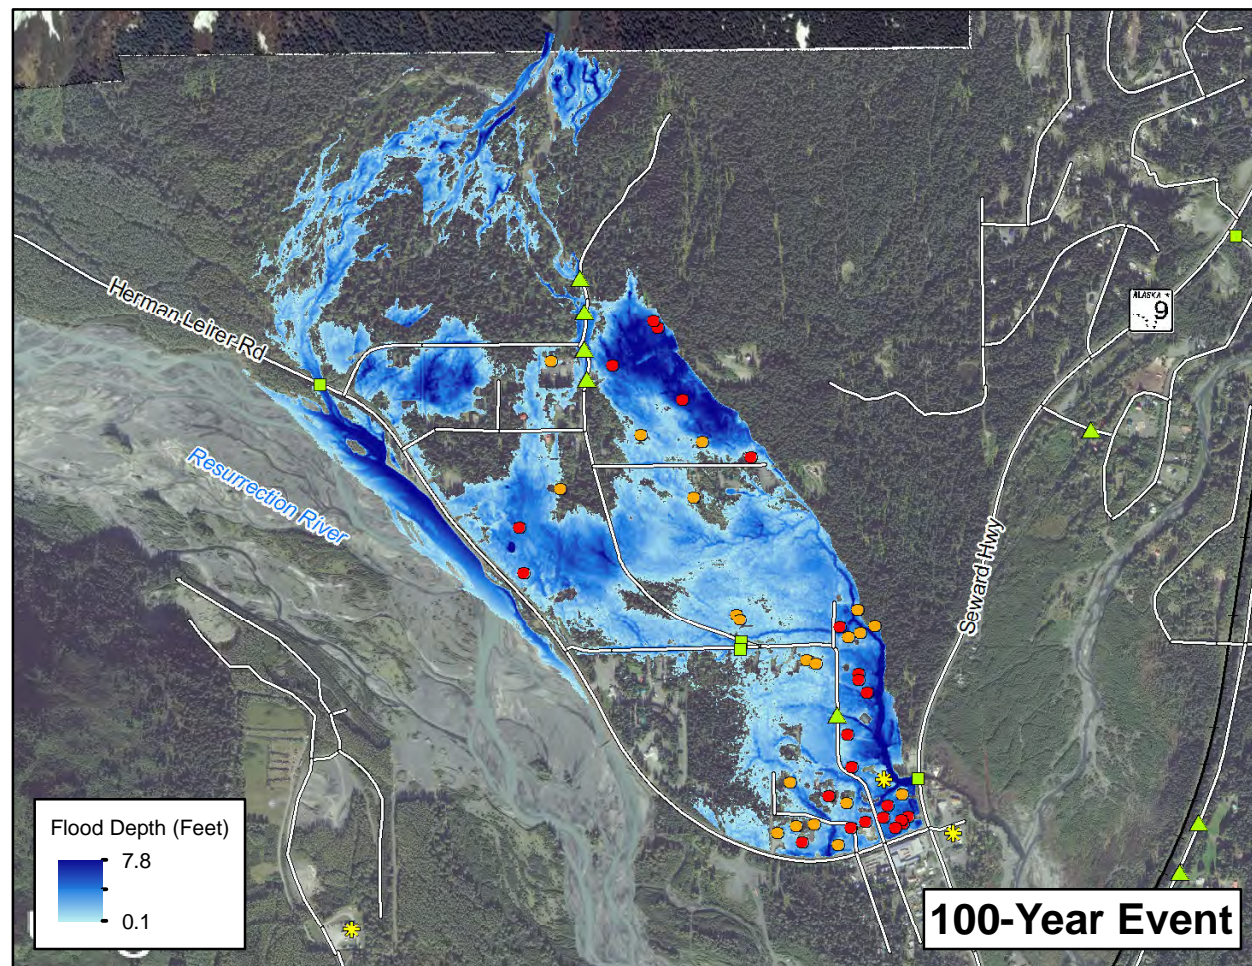 ALASKA
9
Herman Leirer Rd
Resurrection River
Seward Hwy
Flood Depth (Feet)
7.8
0.1
100-Year Event